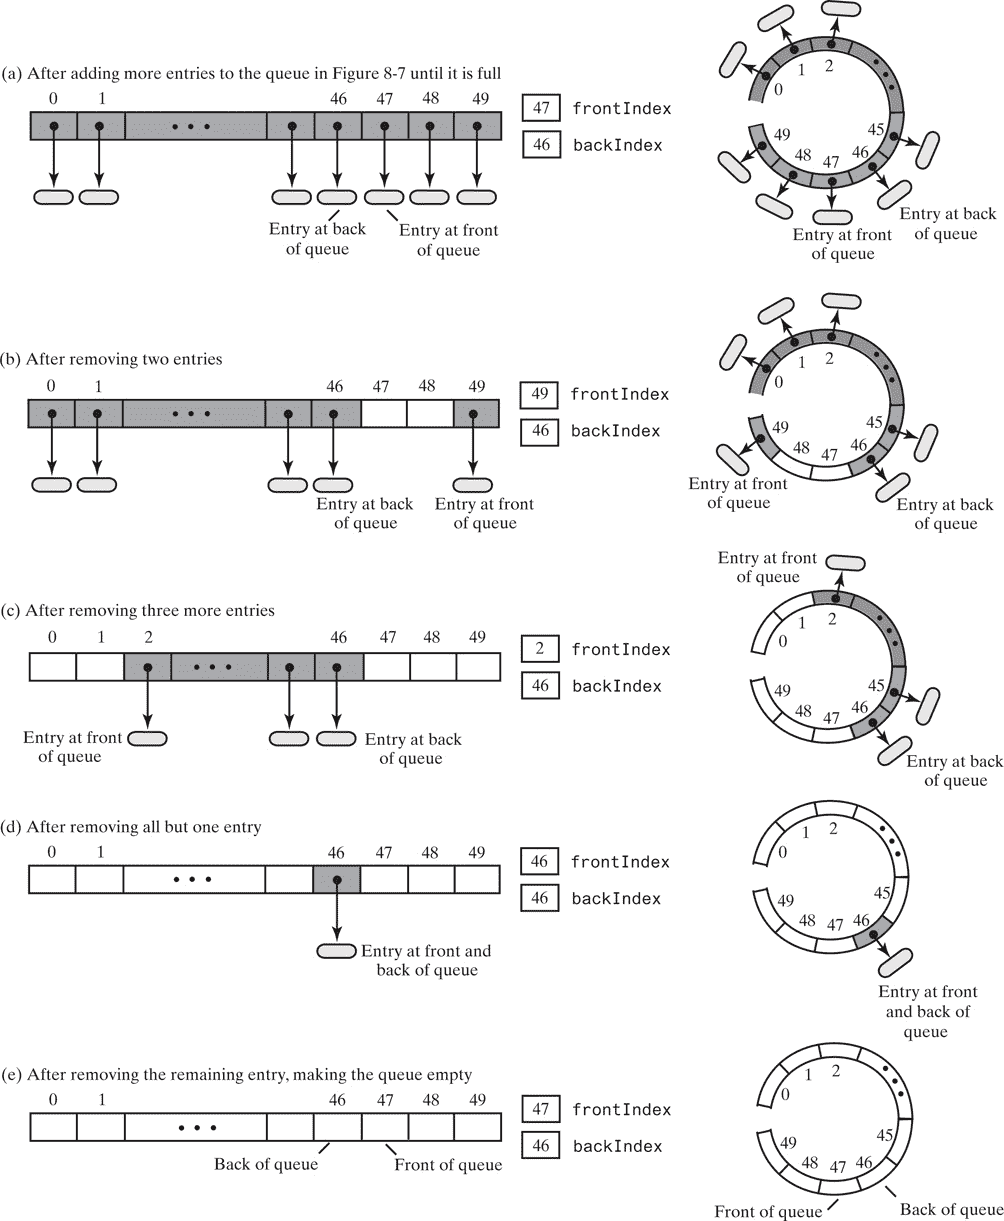 (a) After adding more entries to the queue in Figure 8-7 until it is full
0 1 46 47 48 49
47 frontIndex
46 backIndex
Entry at back
of queue
Entry at front
of queue
0 1 2 45 46 47 48 49
Entry at back
of queue
Entry at front
of queue
(b) After removing two entries
0 1 46 47 48 49
49 frontIndex
46 backIndex
Entry at back
of queue
Entry at front
of queue
0 1 2 45 46 47 48 49
Entry at front
of queue
Entry at back
of queue
(c) After removing three more entries
0 1 2 46 47 48 49
2 frontIndex
46 backIndex
Entry at front
of queue
Entry at back
of queue
Entry at front
of queue
0 1 2 45 46 47 48 49
Entry at back
of queue
(d) After removing all but one entry
0 1 46 47 48 49
46 frontIndex
46 backIndex
Entry at front and
back of queue
0 1 2 45 46 47 48 49
Entry at front
and back of
queue
(e) After removing the remaining entry, making the queue empty
0 1 46 47 48 49
47 frontIndex
46 backIndex
Back of queue
Front of queue
0 1 2 45 46 47 48 49
Front of queue
Back of queue